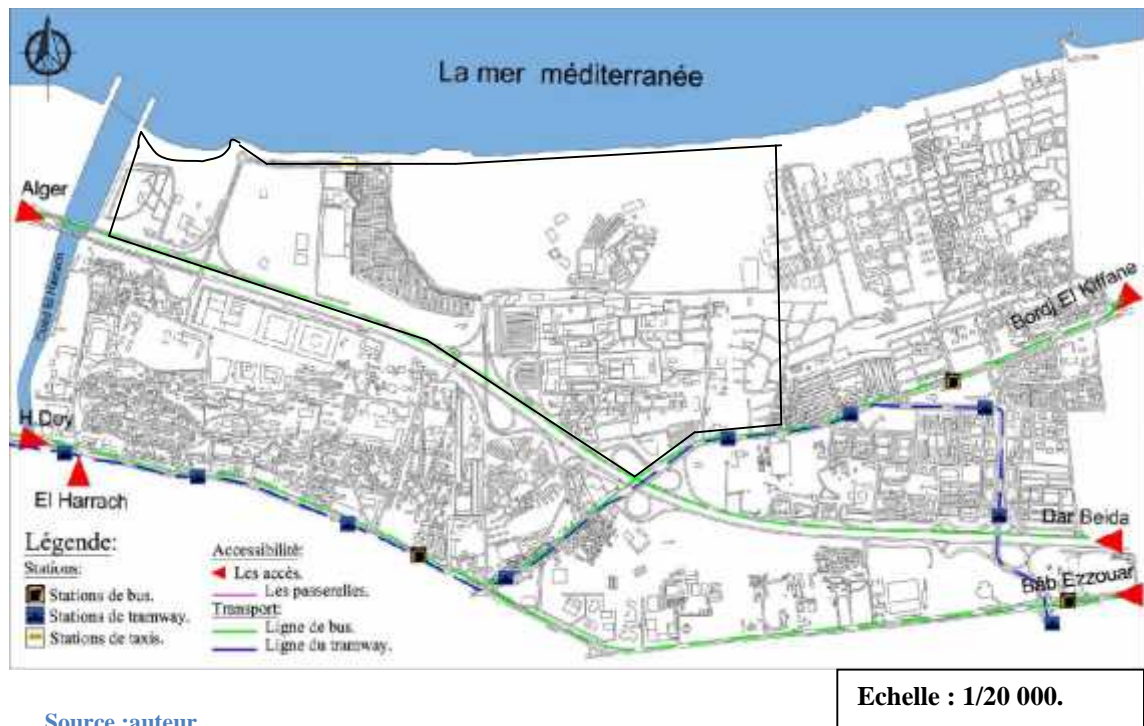 La mer méditerranée
Alger
Oued El Harrach
Bordj El Kiffane
H.Dey
El Harrach
Dar Beida
Bab Ezzouar
Légende:
Stations:
Stations de bus.
Stations de tramway.
Stations de taxis.
Accessibilité:
Les accès.
Les passerelles.
Transport:
Ligne de bus.
Ligne du tramway.
Echelle : 1/20 000.
Source :auteur